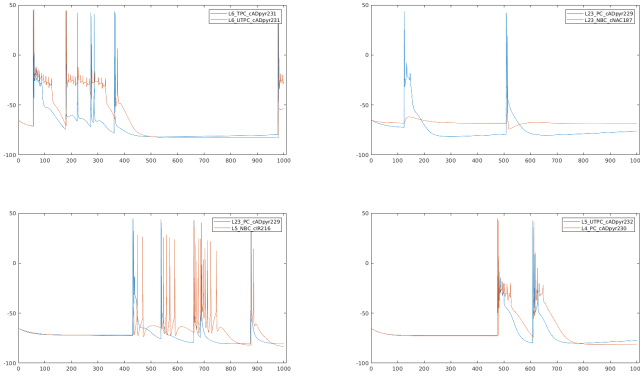 50
0
-50
-100
0 100 200 300 400 500 600 700 800 900 1000
L6_TPC_cADpyr231
L6_UTPC_cADpyr231
50
0
-50
-100
0 100 200 300 400 500 600 700 800 900 1000
L23_PC_cADpyr229
L23_NBC_cNAC187
50
0
-50
-100
0 100 200 300 400 500 600 700 800 900 1000
L23_PC_cADpyr229
L5_NBC_cIR216
50
0
-50
-100
0 100 200 300 400 500 600 700 800 900 1000
L5_UTPC_cADpyr232
L4_PC_cADpyr230